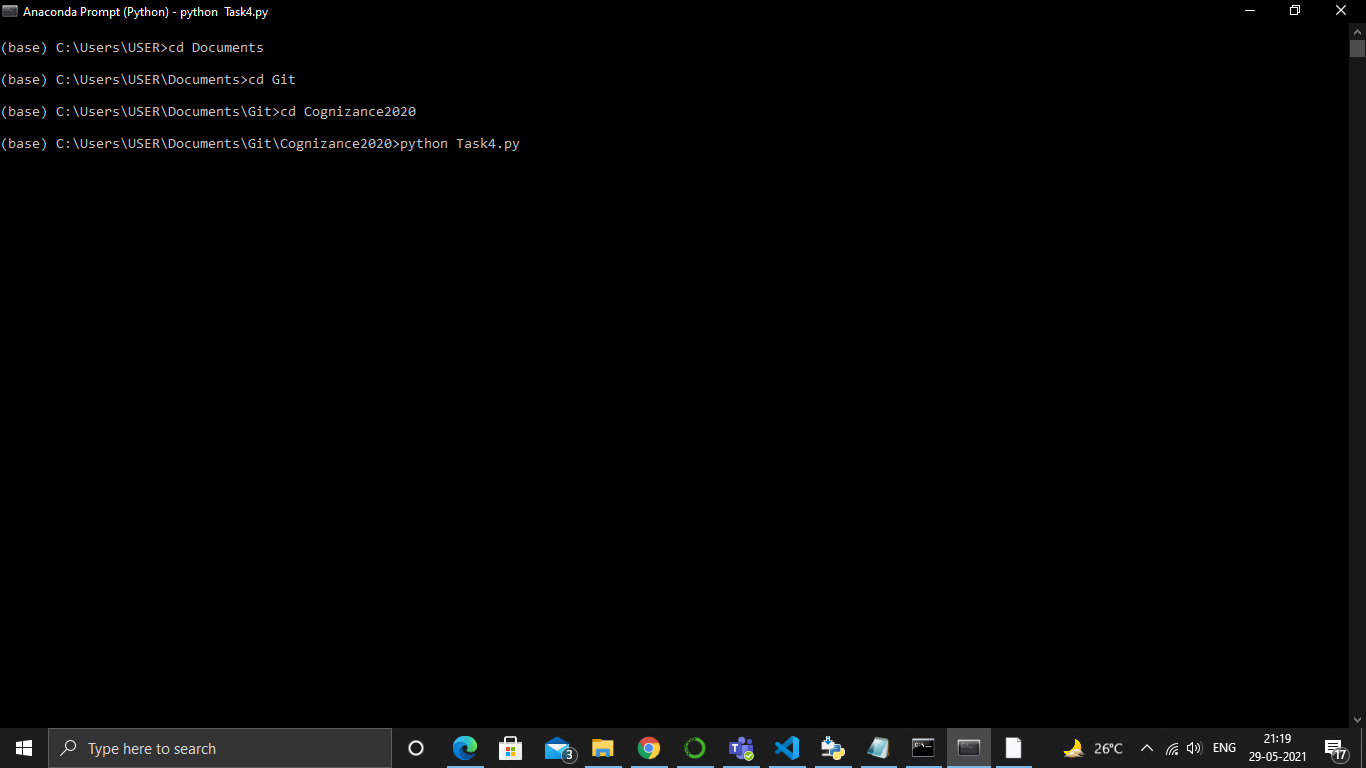 Anaconda Prompt (Python) - python  Task4.py
(base) C:\Users\USER>cd Documents
(base) C:\Users\USER\Documents>cd Git
(base) C:\Users\USER\Documents\Git>cd Cognizance2020
(base) C:\Users\USER\Documents\Git\Cognizance2020>python Task4.py
Type here to search
3
26°C
ENG
21:19
29-05-2021
17